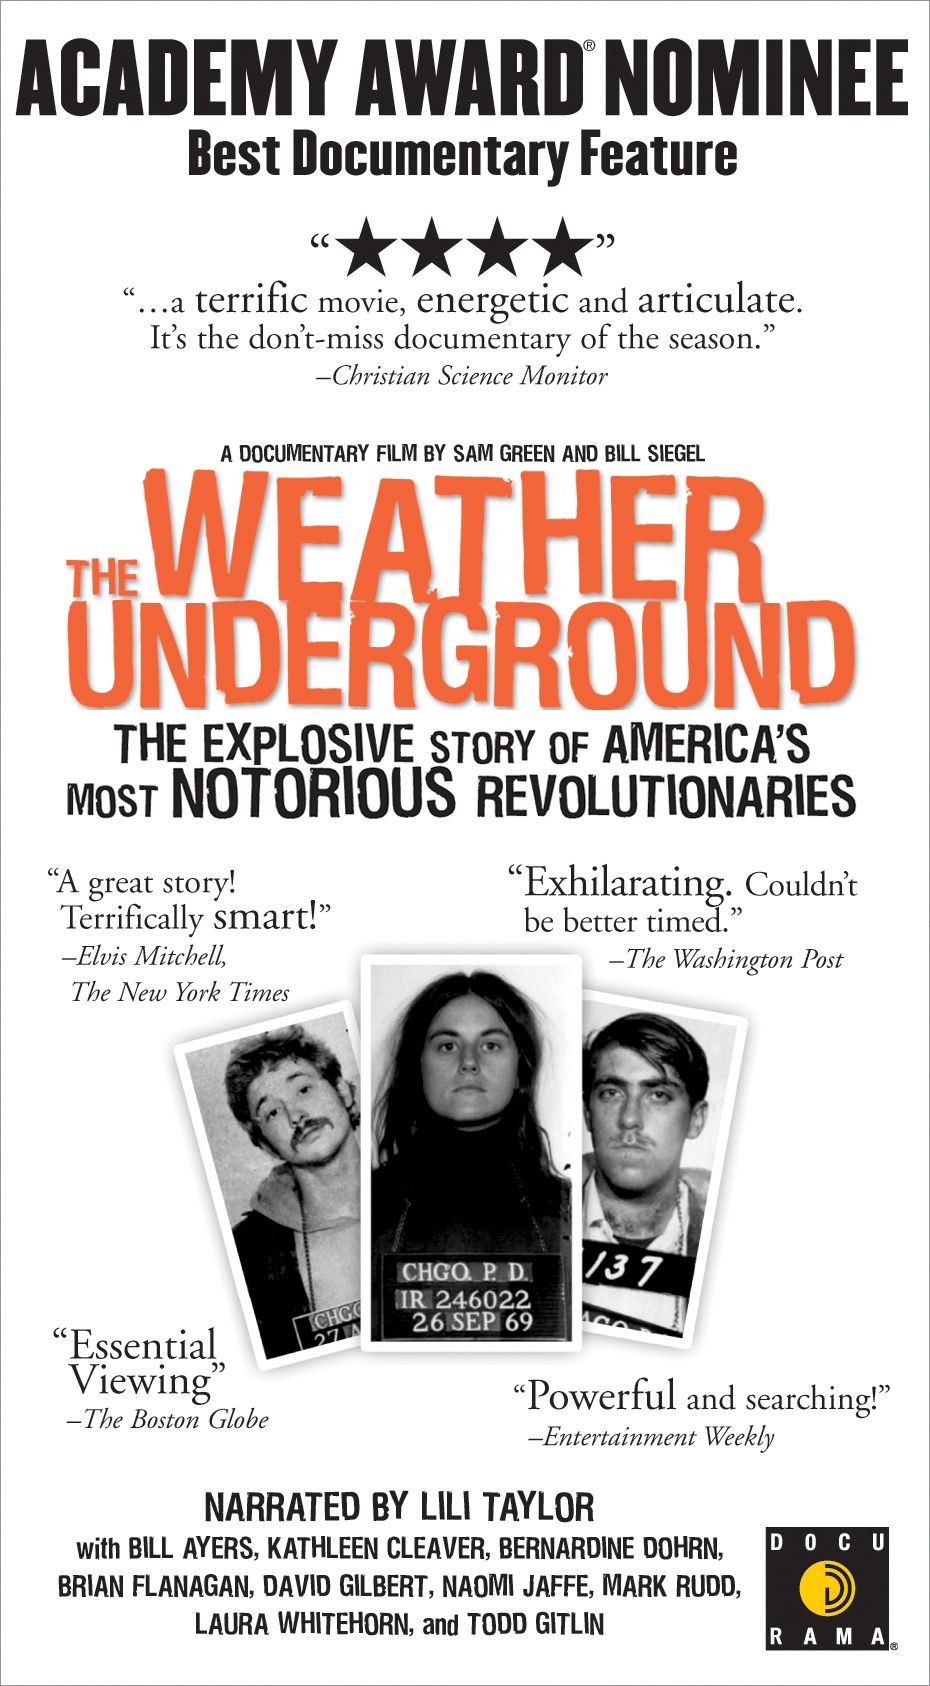 ACADEMY AWARD® NOMINEE
Best Documentary Feature
“★★★★”
“…a terrific movie, energetic and articulate.
It’s the don’t-miss documentary of the season.”
–Christian Science Monitor
A DOCUMENTARY FILM BY SAM GREEN AND BILL SIEGEL
THE WEATHER
UNDERGROUND
THE EXPLOSIVE STORY OF AMERICA’S
MOST NOTORIOUS REVOLUTIONARIES
“A great story!
Terrifically smart!”
–Elvis Mitchell,
The New York Times
“Exhilarating. Couldn’t
be better timed.”
–The Washington Post
CHGO. P. D.
IR 246022
26 SEP 69
1137
“Essential
Viewing”
–The Boston Globe
“Powerful and searching!”
–Entertainment Weekly
NARRATED BY LILI TAYLOR
with BILL AYERS, KATHLEEN CLEAVER, BERNARDINE DOHRN,
BRIAN FLANAGAN, DAVID GILBERT, NAOMI JAFFE, MARK RUDD,
LAURA WHITEHORN, and TODD GITLIN
DOCU
RAMA®